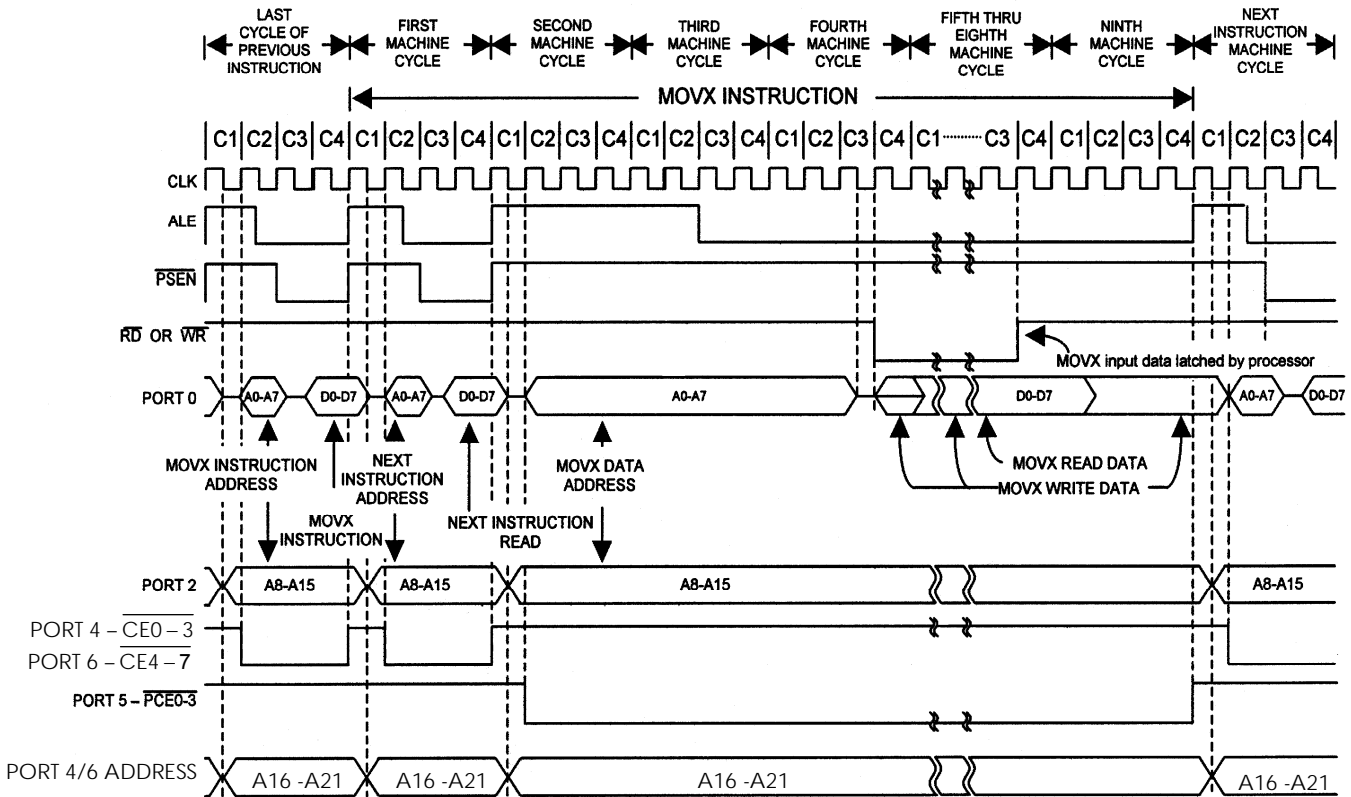 LAST CYCLE OF PREVIOUS INSTRUCTION
FIRST MACHINE CYCLE
SECOND MACHINE CYCLE
THIRD MACHINE CYCLE
FOURTH MACHINE CYCLE
FIFTH THRU EIGHTH MACHINE CYCLE
NINTH MACHINE CYCLE
NEXT INSTRUCTION MACHINE CYCLE
MOVX INSTRUCTION
C1 C2 C3 C4 C1 C2 C3 C4 C1 C2 C3 C4 C1 C2 C3 C4 C1 C2 C3 C4 C1 ........... C3 C4 C1 C2 C3 C4 C1 C2 C3 C4
CLK
ALE
PSEN
RD OR WR
MOVX input data latched by processor
PORT 0
A0-A7 D0-D7 A0-A7 D0-D7 A0-A7 D0-D7 A0-A7 D0-D7
MOVX INSTRUCTION ADDRESS
NEXT INSTRUCTION ADDRESS
MOVX DATA ADDRESS
MOVX READ DATA
MOVX WRITE DATA
MOVX INSTRUCTION
NEXT INSTRUCTION READ
PORT 2
A8-A15 A8-A15 A8-A15 A8-A15
PORT 4 – CE0 – 3
PORT 6 – CE4 – 7
PORT 5 – PCE0-3
PORT 4/6 ADDRESS
A16 -A21 A16 -A21 A16 -A21 A16 -A21